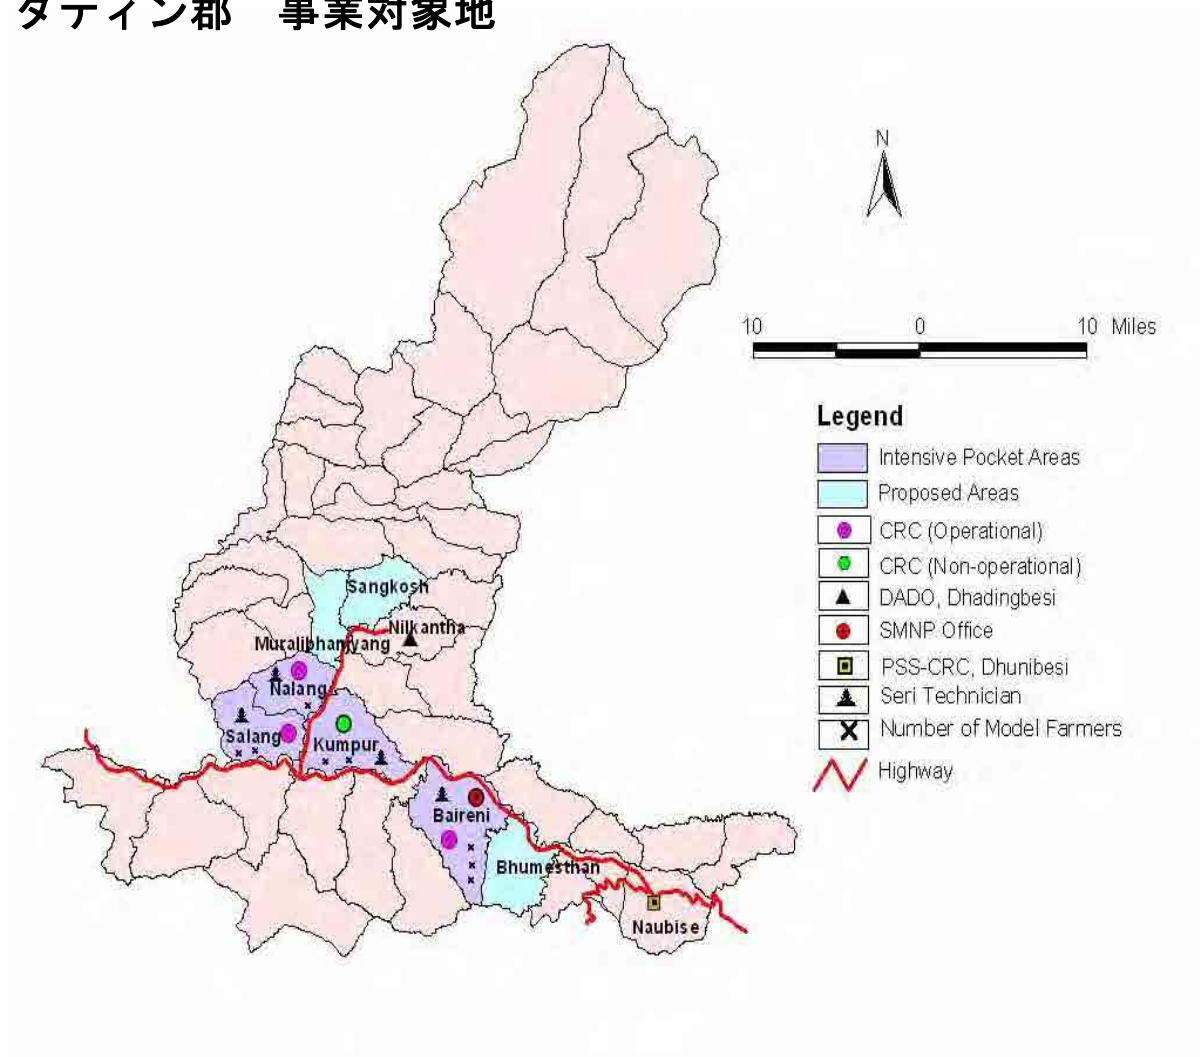 ダディン郡　事業対象地
N
10 0 10 Miles
Legend
Intensive Pocket Areas
Proposed Areas
CRC (Operational)
CRC (Non-operational)
DADO, Dhadingbesi
SMNP Office
PSS-CRC, Dhunibesi
Seri Technician
Number of Model Farmers
Highway
Sangkosh
Nilkantha
Muralibhanjyang
Nalang
Salang
Kumpur
Baireni
Bhumesthan
Naubise